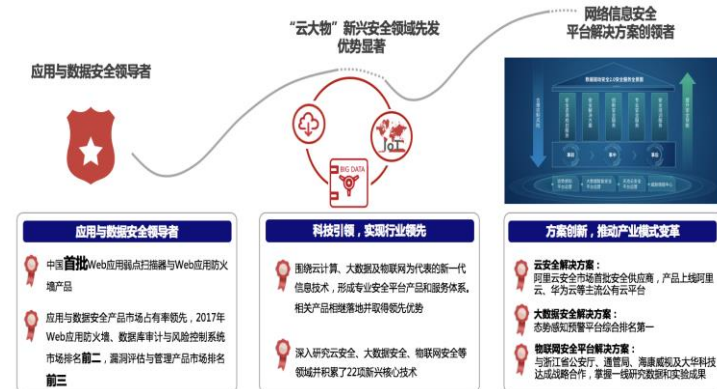 网络信息安全
平台解决方案创领者
“云大物”新兴安全领域先发
优势显著
应用与数据安全领导者
IoT
BIG DATA
应用与数据安全领导者
中国首批Web应用弱点扫描器与Web应用防火
墙产品
应用与数据安全产品市场占有率领先，2017年
Web应用防火墙、数据库审计与风险控制系统
市场排名前二，漏洞评估与管理产品市场排名
前三
科技引领，实现行业领先
围绕云计算、大数据及物联网为代表的新一代
信息技术，形成专业安全平台产品和服务体系。
相关产品相继落地并取得领先优势
深入研究云安全、大数据安全、物联网安全等
领域并积累了22项新兴核心技术
方案创新，推动产业模式变革
云安全解决方案：
阿里云安全市场首批安全供应商，产品上线阿里
云、华为云等主流公有云平台
大数据安全解决方案：
态势感知预警平台综合排名第一
物联网安全平台解决方案：
与浙江省公安厅、通管局、海康威视及大华科技
达成战略合作，掌握一线研究数据和实验成果